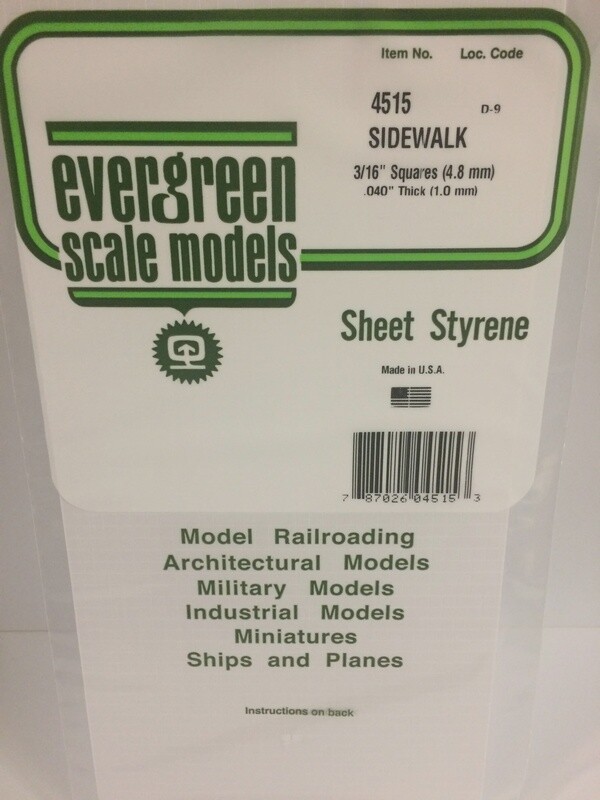 Item No. Loc. Code
4515 D-9
SIDEWALK
3/16" Squares (4.8 mm)
.040" Thick (1.0 mm)
evergreen
scale models
Sheet Styrene
Made in U.S.A.
7 87026 04515 3
Model Railroading
Architectural Models
Military Models
Industrial Models
Miniatures
Ships and Planes
Instructions on back